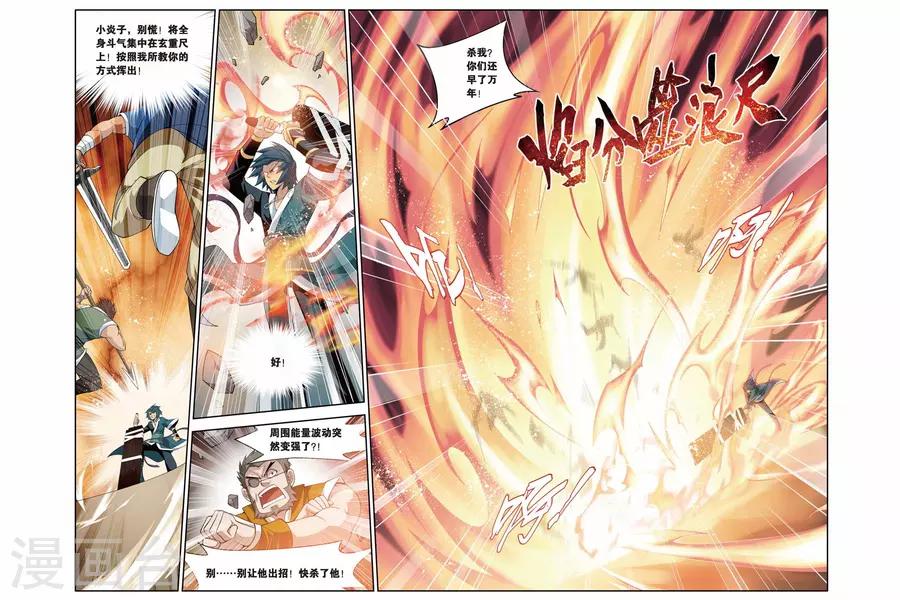 小炎子，别慌！将全
身斗气集中在玄重尺
上！按照我所教你的
方式挥出！
好！
周围能量波动突
然变强了？！
别……别让他出招！快杀了他！
杀我？
你们还
早了万
年！
焰分噬浪尺
啊！
啊！
漫画台